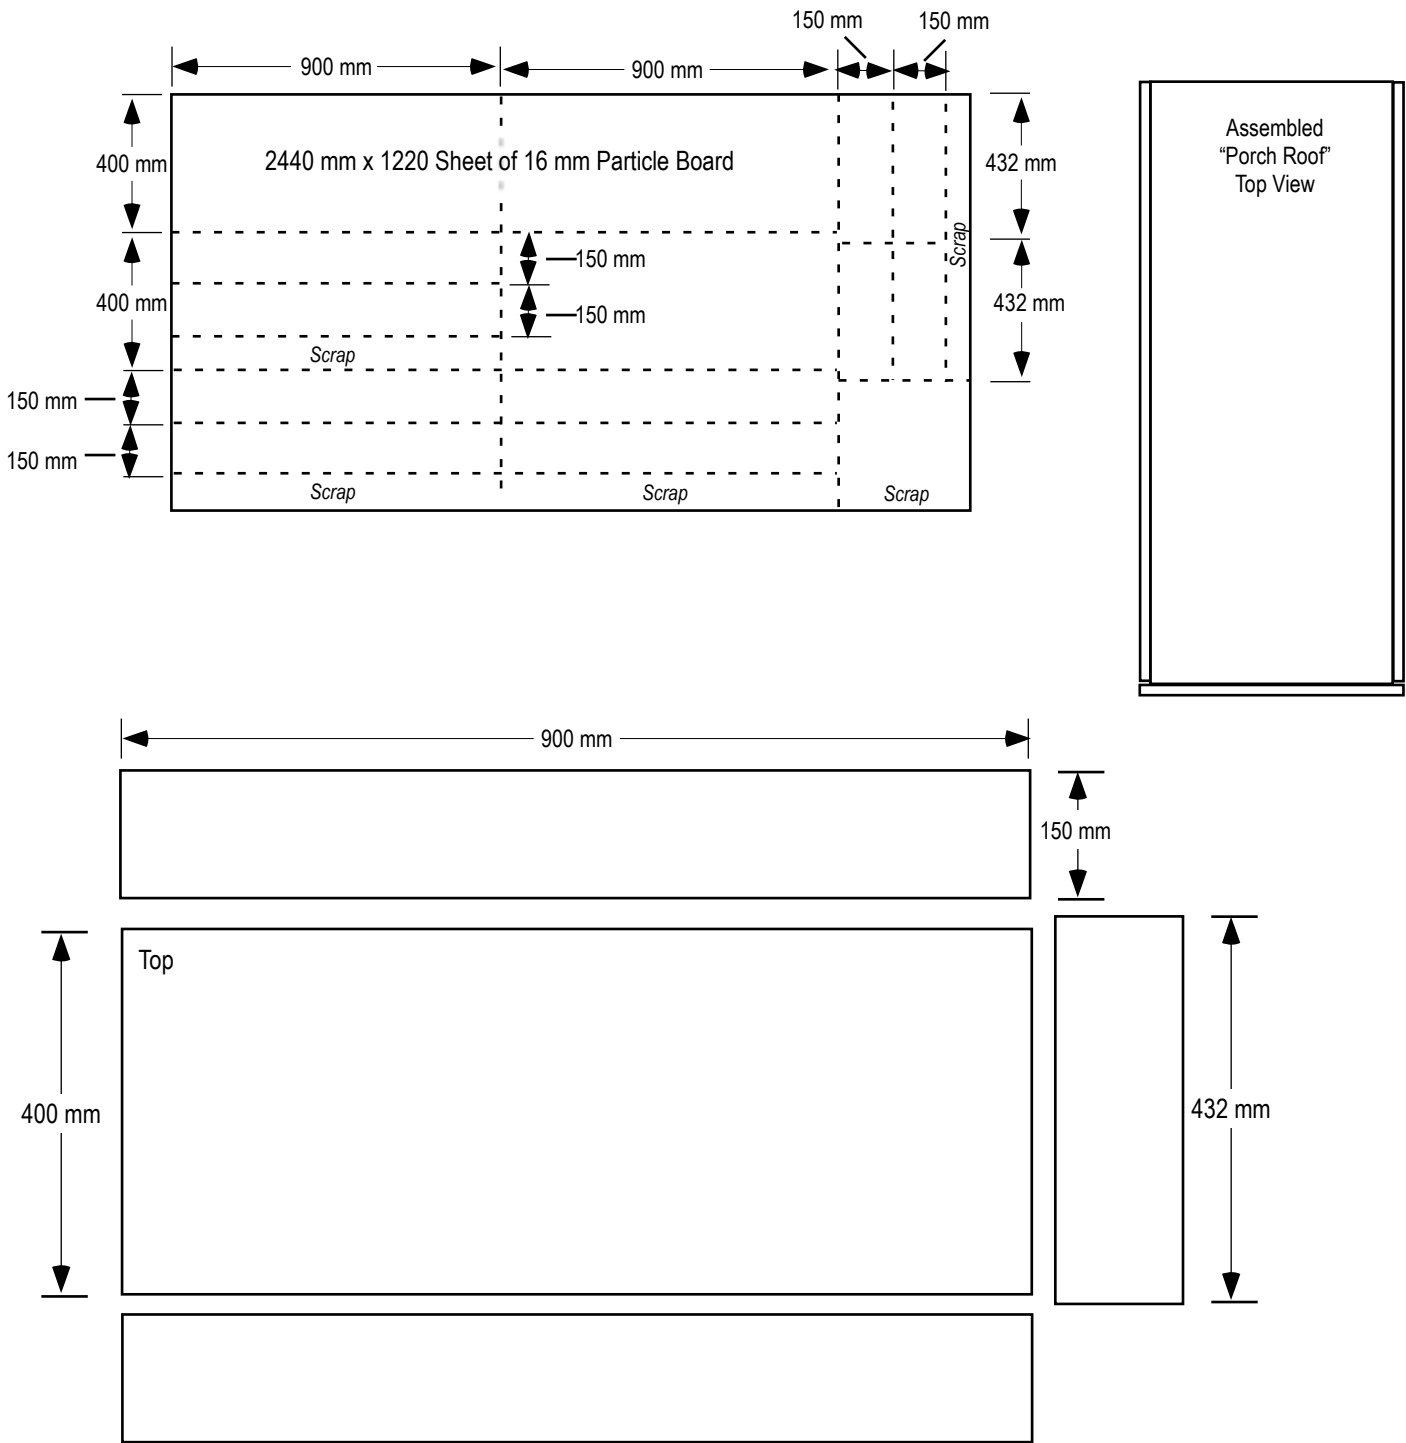 150 mm
150 mm
900 mm
900 mm
Assembled
“Porch Roof”
Top View
400 mm
2440 mm x 1220 Sheet of 16 mm Particle Board
432 mm
Scrap
150 mm
400 mm
432 mm
150 mm
Scrap
150 mm
150 mm
Scrap
Scrap
Scrap
900 mm
150 mm
Top
400 mm
432 mm